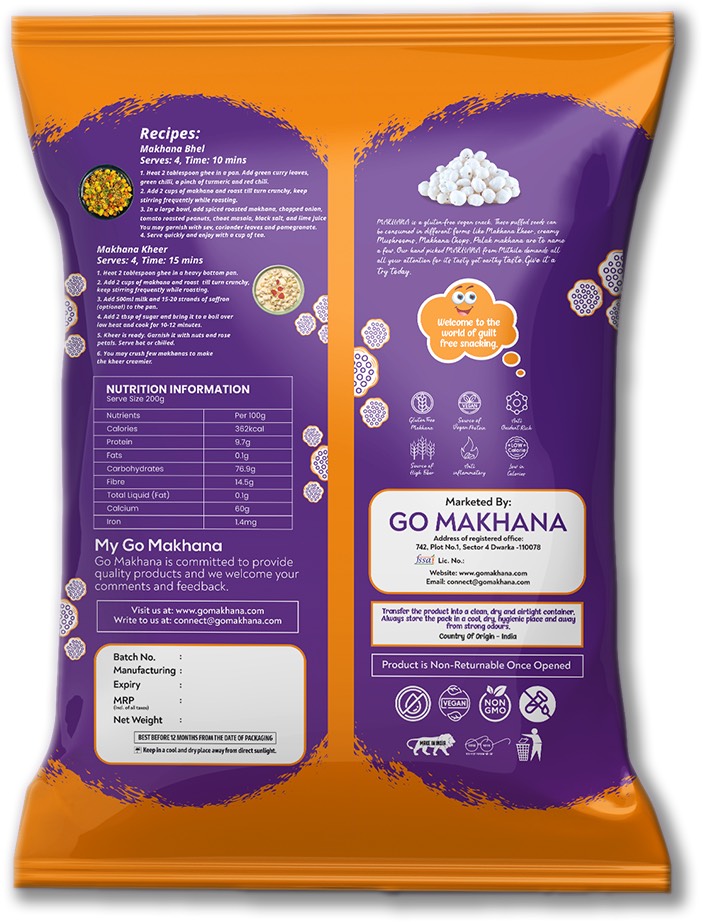 Recipes:
Makhana Bhel
Serves: 4, Time: 10 mins
1. Heat 2 tablespoon ghee in a pan. Add green curry leaves,
green chilli, a pinch of turmeric and red chili.
2. Add 2 cups of makhana and roast till turn crunchy, keep
stirring frequently while roasting.
3. In a large bowl, add spiced roasted makhana, chopped onion,
tomato roasted peanuts, chaat masala, black salt, and lime juice
You may garnish with sev, coriander leaves and pomegranate.
4. Serve quickly and enjoy with a cup of tea.
Makhana Kheer
Serves: 4, Time: 15 mins
1. Heat 2 tablespoon ghee in a heavy bottom pan.
2. Add 2 cups of makhana and roast till turn crunchy,
keep stirring frequently while roasting.
3. Add 500ml milk and 15-20 strands of saffron
(optional) to the pan.
4. Add 2 tbsp of sugar and bring it to a boil over
low heat and cook for 10-12 minutes.
5. Kheer is ready. Garnish it with nuts and rose
petals. Serve hot or chilled.
6. You may crush few makhanas to make
the kheer creamier.
NUTRITION INFORMATION
Serve Size 200g
Nutrients Per 100g
Calories 362kcal
Protein 9.7g
Fats 0.1g
Carbohydrates 76.9g
Fibre 14.5g
Total Liquid (Fat) 0.1g
Calcium 60g
Iron 1.4mg
My Go Makhana
Go Makhana is committed to provide
quality products and we welcome your
comments and feedback.
Visit us at: www.gomakhana.com
Write to us at: connect@gomakhana.com
Batch No. :
Manufacturing :
Expiry :
MRP :
(incl. of all taxes)
Net Weight :
BEST BEFORE 12 MONTHS FROM THE DATE OF PACKAGING
Keep in a cool and dry place away from direct sunlight.
MAKHANA is a gluten-free vegan snack. These puffed seeds can
be consumed in different forms like Makhana Kheer, creamy
Mushrooms, Makhana Chops, Palak makhana are to name
a few. Our hand picked MAKHANA from Mithila demands all
all your attention for its tasty yet earthy taste. Give it a
try today.
Welcome to the
world of guilt
free snacking.
Gluten Free
Makhana
Source of
Vegan Protein
Anti
Oxidant Rich
Source of
High Fiber
Anti
inflammatory
LOW
Calorie
Low in
Calories
Marketed By:
GO MAKHANA
Address of registered office:
742, Plot No.1, Sector 4 Dwarka -110078
fssai Lic. No.:
Website: www.gomakhana.com
Email: connect@gomakhana.com
Transfer the product into a clean, dry and airtight container.
Always store the pack in a cool, dry, hygienic place and away
from strong odours.
Country Of Origin - India
Product is Non-Returnable Once Opened
VEGAN
NON
GMO
MAKE IN INDIA